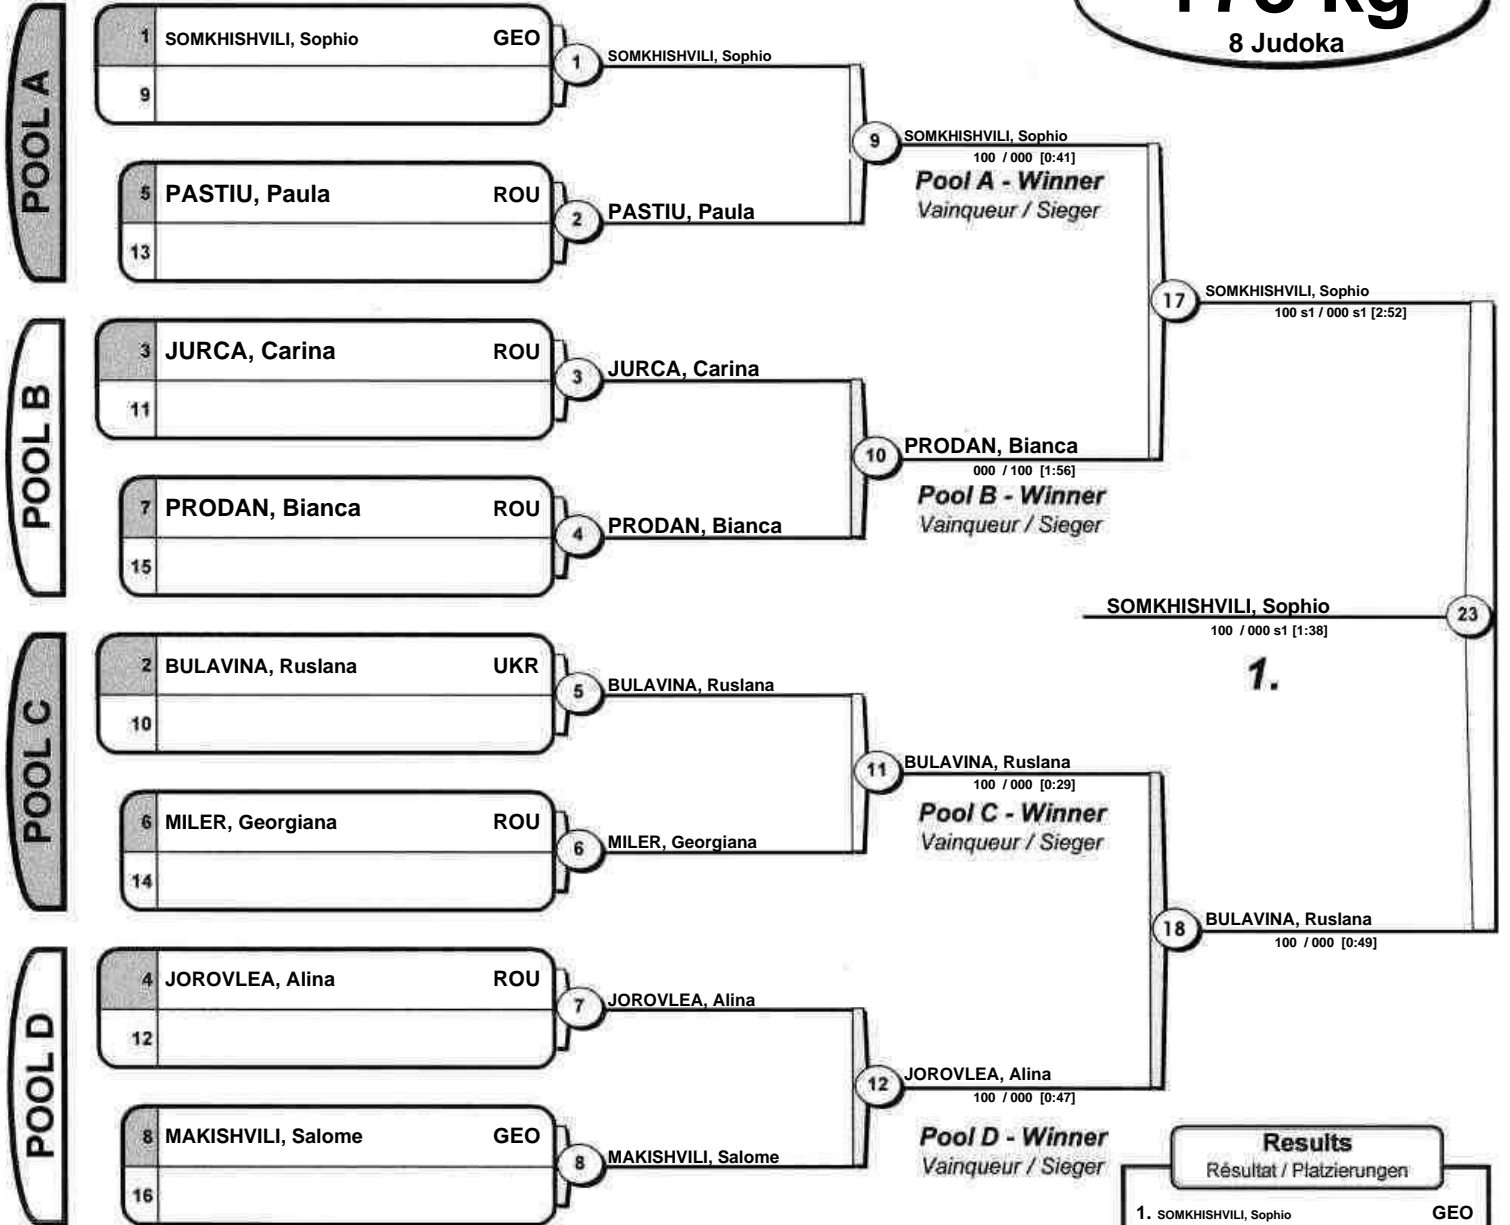 8 Judoka
POOL A
1 SOMKHISHVILI, Sophio GEO
9
1 SOMKHISHVILI, Sophio
5 PASTIU, Paula ROU
13
2 PASTIU, Paula
9 SOMKHISHVILI, Sophio
100 / 000 [0:41]
Pool A - Winner
Vainqueur / Sieger
POOL B
3 JURCA, Carina ROU
11
3 JURCA, Carina
7 PRODAN, Bianca ROU
15
4 PRODAN, Bianca
10 PRODAN, Bianca
000 / 100 [1:56]
Pool B - Winner
Vainqueur / Sieger
17 SOMKHISHVILI, Sophio
100 s1 / 000 s1 [2:52]
SOMKHISHVILI, Sophio 23
100 / 000 s1 [1:38]
1.
POOL C
2 BULAVINA, Ruslana UKR
10
5 BULAVINA, Ruslana
6 MILER, Georgiana ROU
14
6 MILER, Georgiana
11 BULAVINA, Ruslana
100 / 000 [0:29]
Pool C - Winner
Vainqueur / Sieger
18 BULAVINA, Ruslana
100 / 000 [0:49]
POOL D
4 JOROVLEA, Alina ROU
12
7 JOROVLEA, Alina
8 MAKISHVILI, Salome GEO
16
8 MAKISHVILI, Salome
12 JOROVLEA, Alina
100 / 000 [0:47]
Pool D - Winner
Vainqueur / Sieger
Results
Résultat / Platzierungen
1. SOMKHISHVILI, Sophio GEO